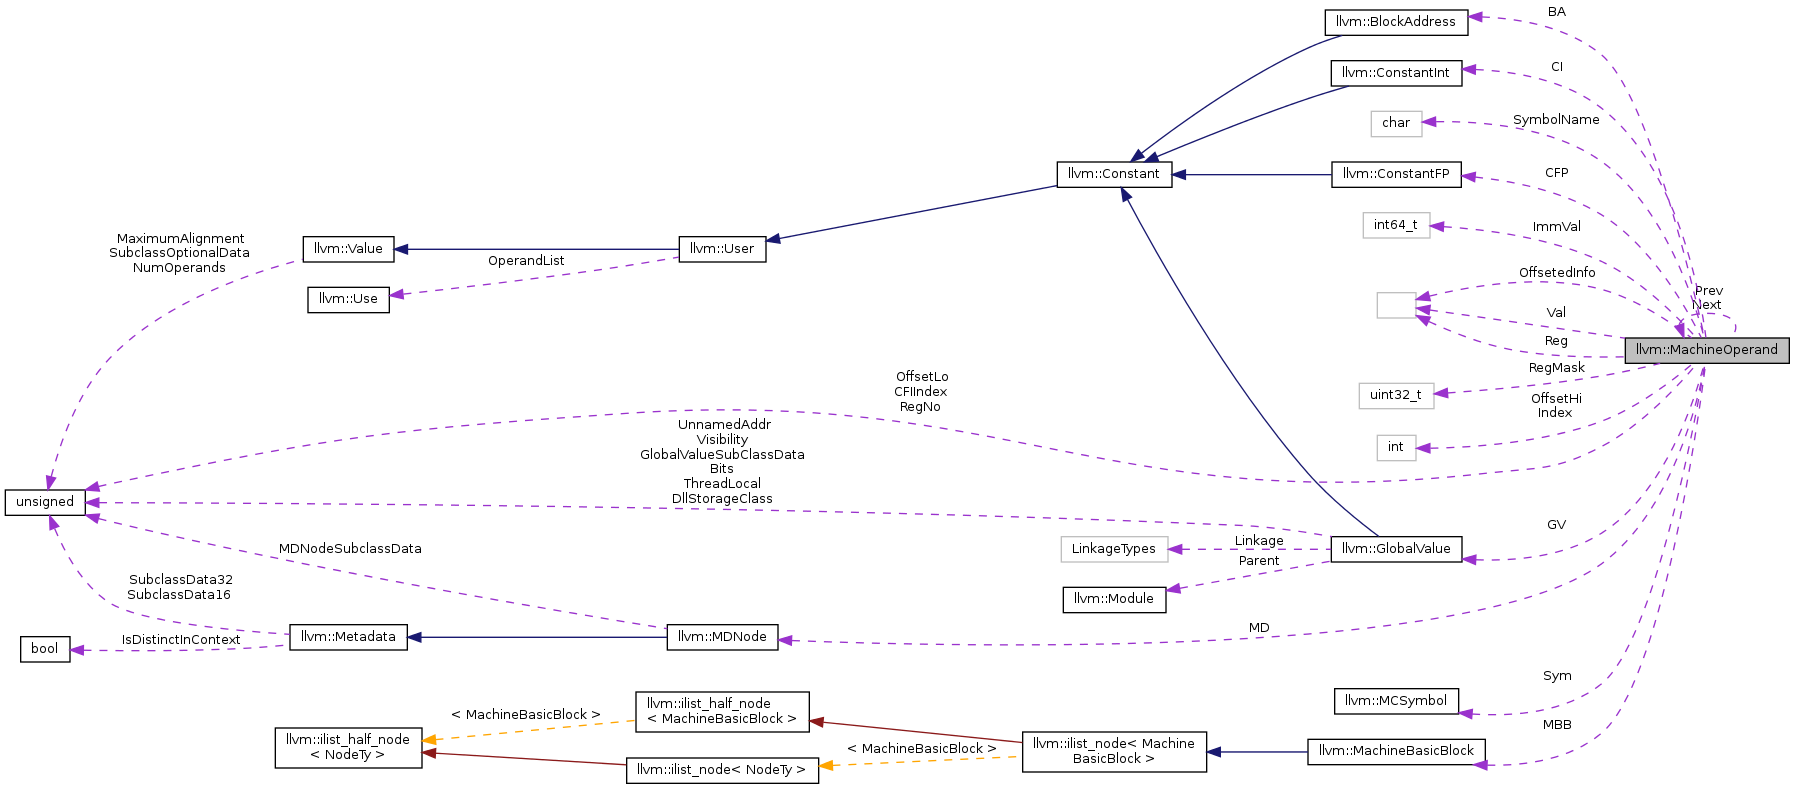 BA
llvm::BlockAddress
CI
llvm::ConstantInt
char
SymbolName
llvm::Constant
llvm::ConstantFP
CFP
int64_t
ImmVal
MaximumAlignment
SubclassOptionalData
NumOperands
llvm::Value
llvm::User
OperandList
llvm::Use
OffsetedInfo
Prev
Next
Val
Reg
llvm::MachineOperand
RegMask
uint32_t
OffsetLo
CFIIndex
RegNo
OffsetHi
Index
int
UnnamedAddr
Visibility
GlobalValueSubClassData
Bits
ThreadLocal
DllStorageClass
unsigned
GV
LinkageTypes
Linkage
llvm::GlobalValue
Parent
llvm::Module
MDNodeSubclassData
SubclassData32
SubclassData16
MD
bool
IsDistinctInContext
llvm::Metadata
llvm::MDNode
Sym
llvm::MCSymbol
MBB
llvm::ilist_half_node
< MachineBasicBlock >
< MachineBasicBlock >
llvm::ilist_half_node
< NodeTy >
llvm::ilist_node< NodeTy >
< MachineBasicBlock >
llvm::ilist_node< Machine
BasicBlock >
llvm::MachineBasicBlock